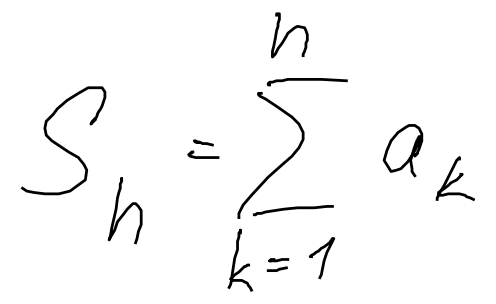 $S_n = \sum_{k=1}^{n} a_k$